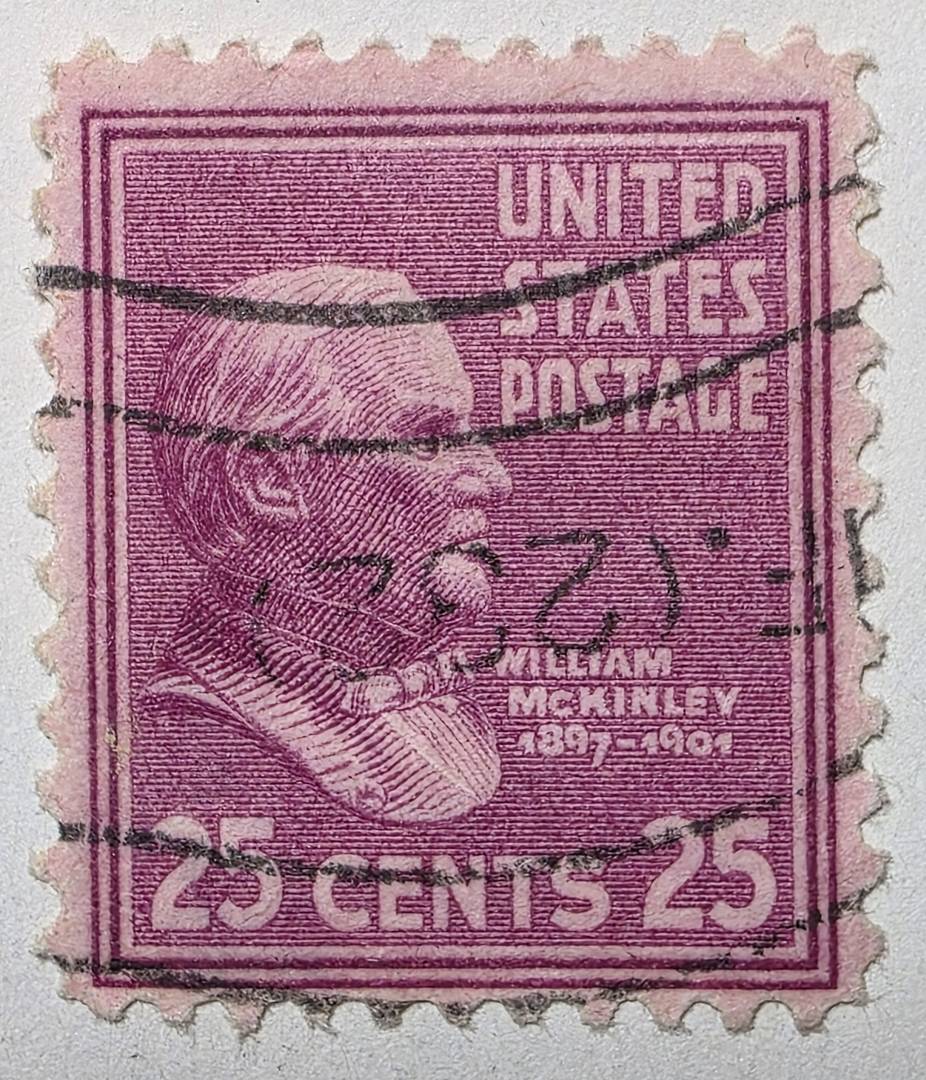 UNITED
STATES
POSTAGE
WILLIAM
McKINLEY
1897-1901
25 CENTS 25